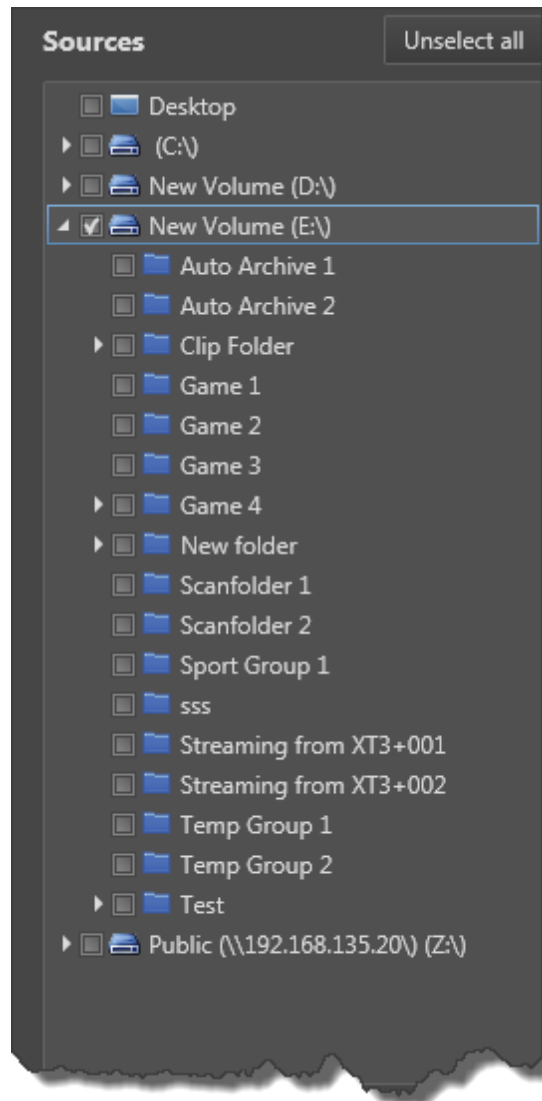 Sources
Unselect all
Desktop
(C:\)
New Volume (D:\)
New Volume (E:\)
Auto Archive 1
Auto Archive 2
Clip Folder
Game 1
Game 2
Game 3
Game 4
New folder
Scanfolder 1
Scanfolder 2
Sport Group 1
sss
Streaming from XT3+001
Streaming from XT3+002
Temp Group 1
Temp Group 2
Test
Public (\\192.168.135.20\) (Z:\)